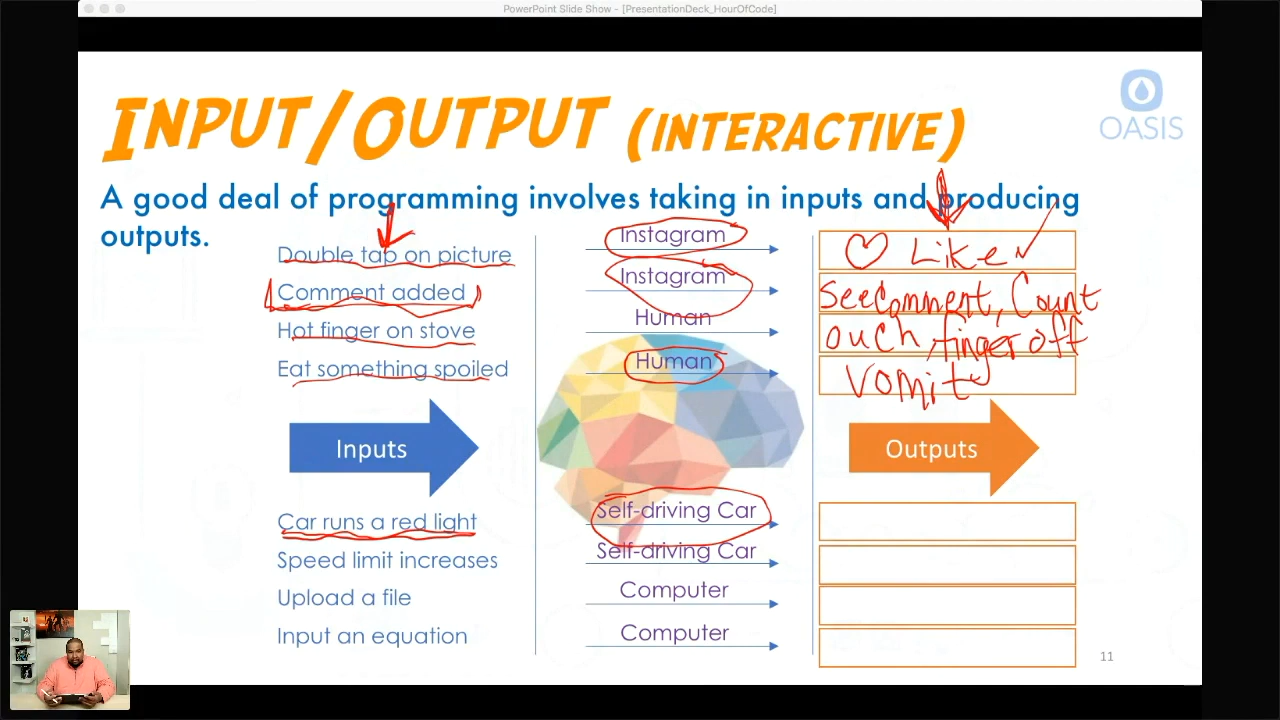 PowerPoint Slide Show - [PresentationDeck_HourOfCode]
INPUT/OUTPUT (INTERACTIVE)
OASIS
A good deal of programming involves taking in inputs and producing
outputs.
Double tap on picture
Instagram
♡ Like ✓
Comment added
Instagram
See Comment, Count
Hot finger on stove
Human
ouch, finger off
Eat something spoiled
Human
Vomit
Inputs
Outputs
Car runs a red light
Self-driving Car
Speed limit increases
Self-driving Car
Upload a file
Computer
Input an equation
Computer
11